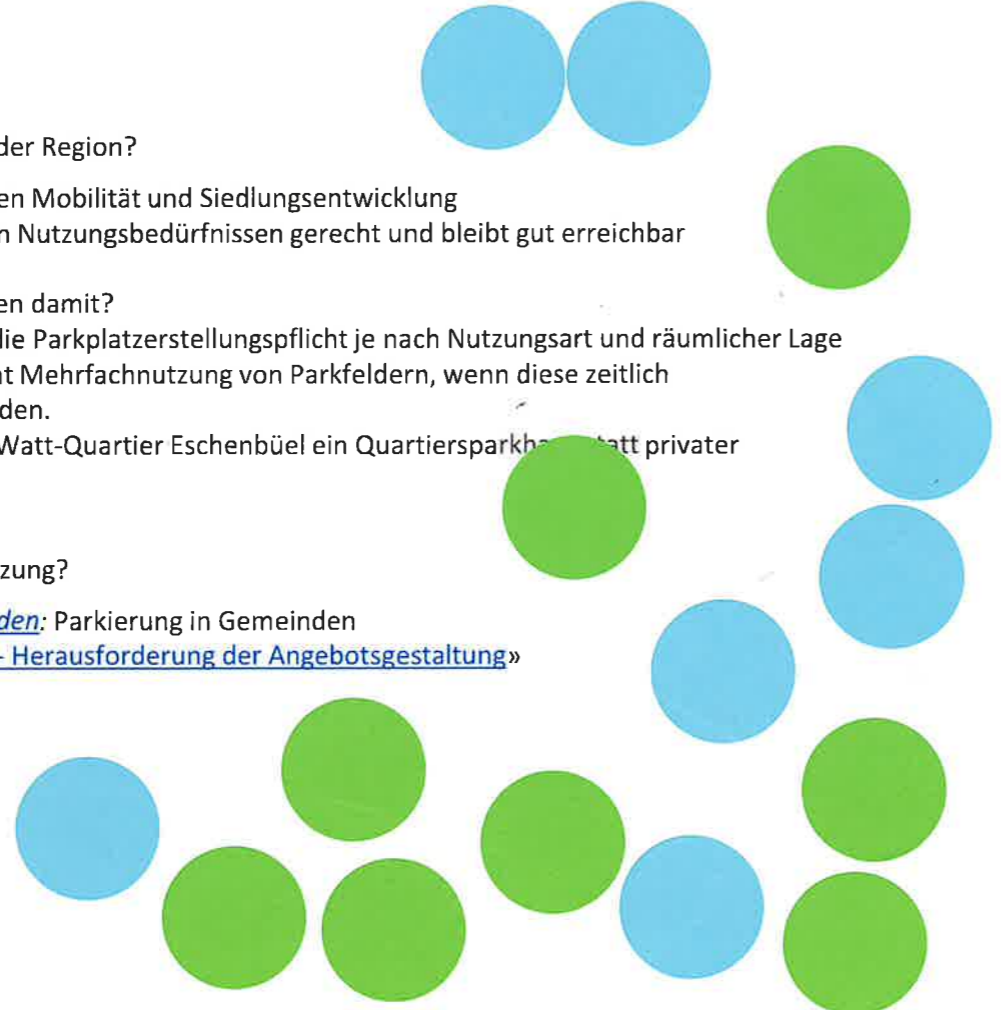 der Region?
en Mobilität und Siedlungsentwicklung
n Nutzungsbedürfnissen gerecht und bleibt gut erreichbar
en damit?
die Parkplatzerstellungspflicht je nach Nutzungsart und räumlicher Lage
nt Mehrfachnutzung von Parkfeldern, wenn diese zeitlich
den.
Watt-Quartier Eschenbüel ein privater
zung?
den: Parkierung in Gemeinden
- Herausforderung der Angebotsgestaltung»